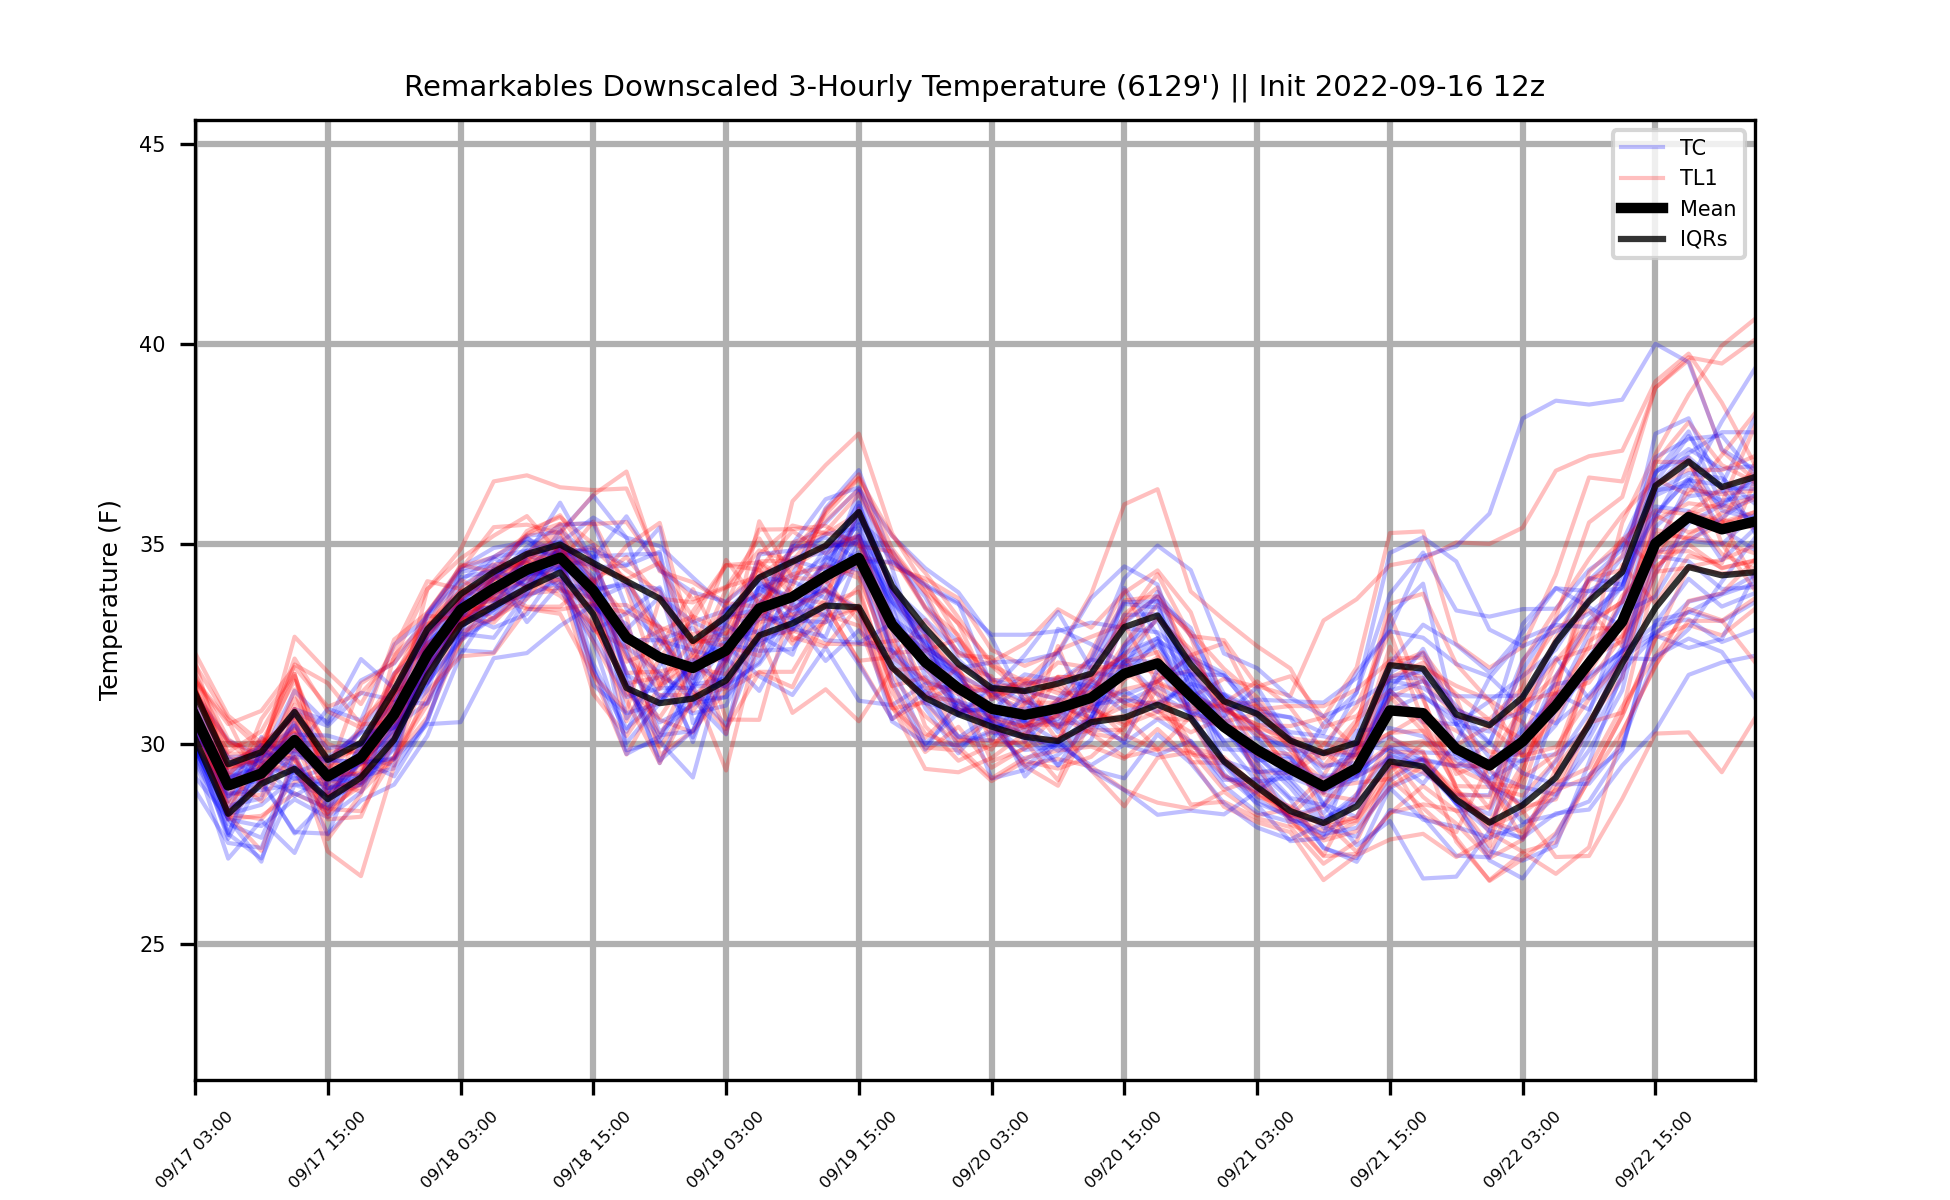 Remarkables Downscaled 3-Hourly Temperature (6129') || Init 2022-09-16 12z
TC
TL1
Mean
IQRs
Temperature (F)
45
40
35
30
25
09/17 03:00
09/17 15:00
09/18 03:00
09/18 15:00
09/19 03:00
09/19 15:00
09/20 03:00
09/20 15:00
09/21 03:00
09/21 15:00
09/22 03:00
09/22 15:00